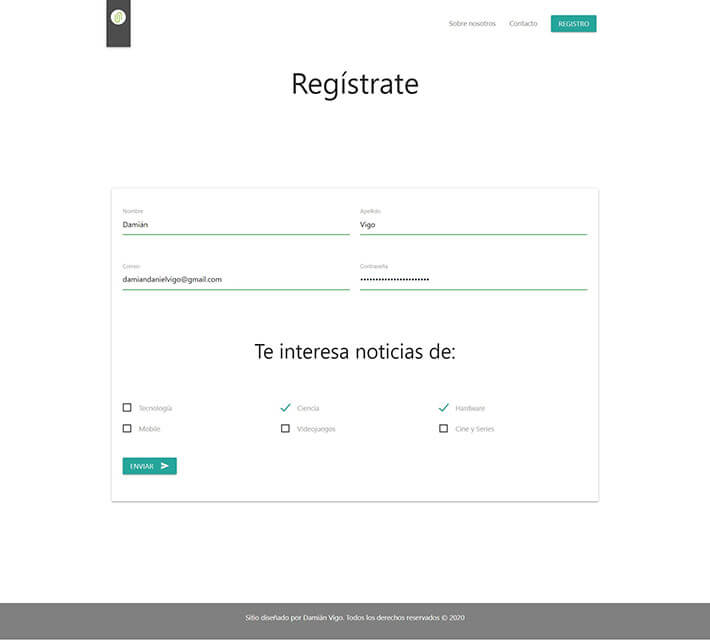 Sobre nosotros Contacto REGISTRO
Regístrate
Nombre Apellido
Damián Vigo
Correo Contraseña
damiandanielvigo@gmail.com ••••••••••••••••••••••
Te interesa noticias de:
Tecnología Ciencia Hardware
Mobile Videojuegos Cine y Series
ENVIAR
Sitio diseñado por Damián Vigo. Todos los derechos reservados © 2020